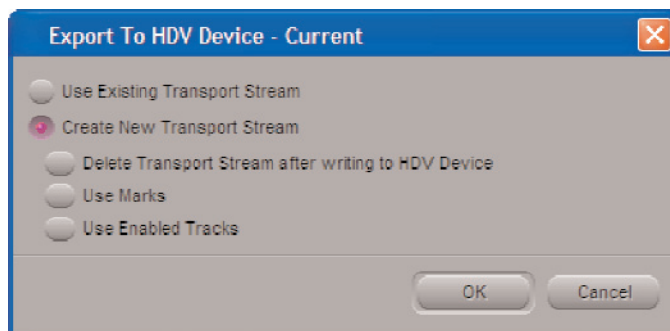 Export To HDV Device - Current
Use Existing Transport Stream
Create New Transport Stream
Delete Transport Stream after writing to HDV Device
Use Marks
Use Enabled Tracks
OK Cancel